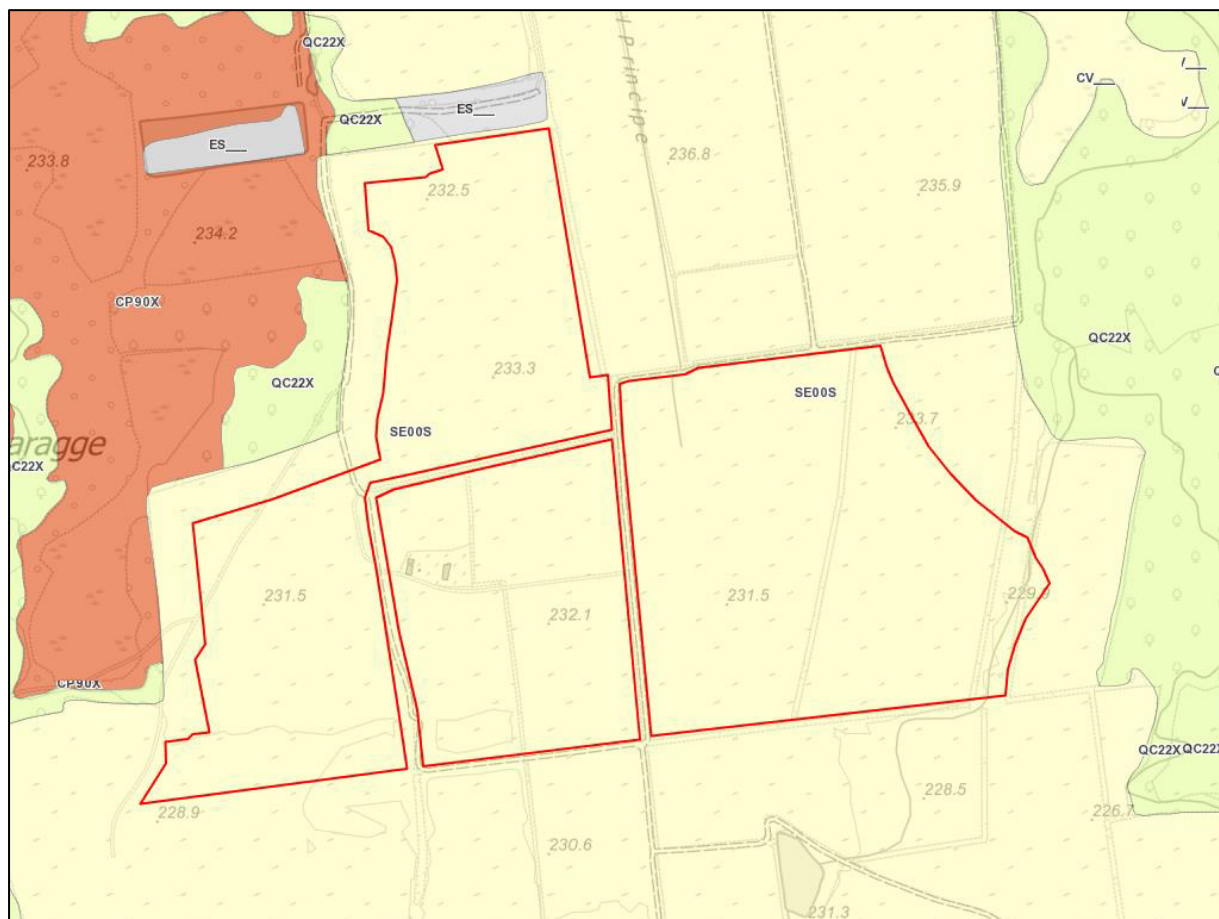 QC22X
l Principe
CV___
V___
V___
ES___
QC22X
ES___
233.8
236.8
232.5
235.9
234.2
CP90X
QC22X
QC22X
233.3
SE00S
233.7
SE00S
aragge
QC22X
231.5
231.5
229.9
232.1
CP90X
QC22X
QC22X
228.9
228.5
226.7
230.6
231.3